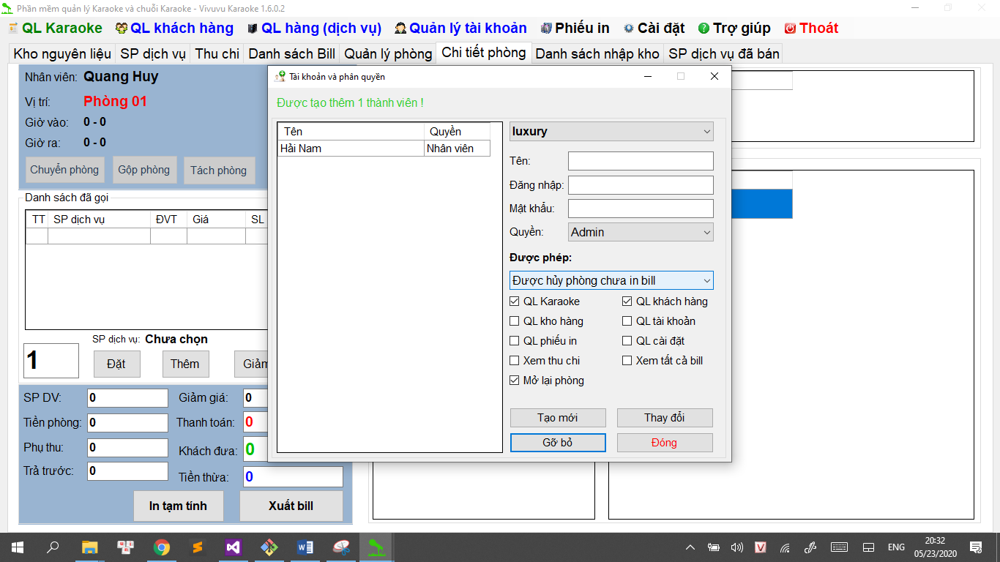 Phần mềm quản lý Karaoke và chuỗi Karaoke - Vivuvu Karaoke 1.6.0.2
QL Karaoke QL khách hàng QL hàng (dịch vụ) Quản lý tài khoản Phiếu in Cài đặt Trợ giúp Thoát
Kho nguyên liệu SP dịch vụ Thu chi Danh sách Bill Quản lý phòng Chi tiết phòng Danh sách nhập kho SP dịch vụ đã bán
Nhân viên: Quang Huy
Vị trí: Phòng 01
Giờ vào: 0 - 0
Giờ ra: 0 - 0
Chuyển phòng Gộp phòng Tách phòng
Danh sách đã gọi
TT SP dịch vụ ĐVT Giá SL
SP dịch vụ: Chưa chọn
1 Đặt Thêm Giảm
SP DV: 0 Giảm giá: 0
Tiền phòng: 0 Thanh toán: 0
Phụ thu: 0 Khách đưa: 0
Trả trước: 0 Tiền thừa: 0
In tạm tính Xuất bill
Tài khoản và phân quyền
Được tạo thêm 1 thành viên !
Tên Quyền
Hải Nam Nhân viên
luxury
Tên:
Đăng nhập:
Mật khẩu:
Quyền: Admin
Được phép:
Được hủy phòng chưa in bill
QL Karaoke QL khách hàng
QL kho hàng QL tài khoản
QL phiếu in QL cài đặt
Xem thu chi Xem tất cả bill
Mở lại phòng
Tạo mới Thay đổi
Gỡ bỏ Đóng
ENG
20:32
05/23/2020